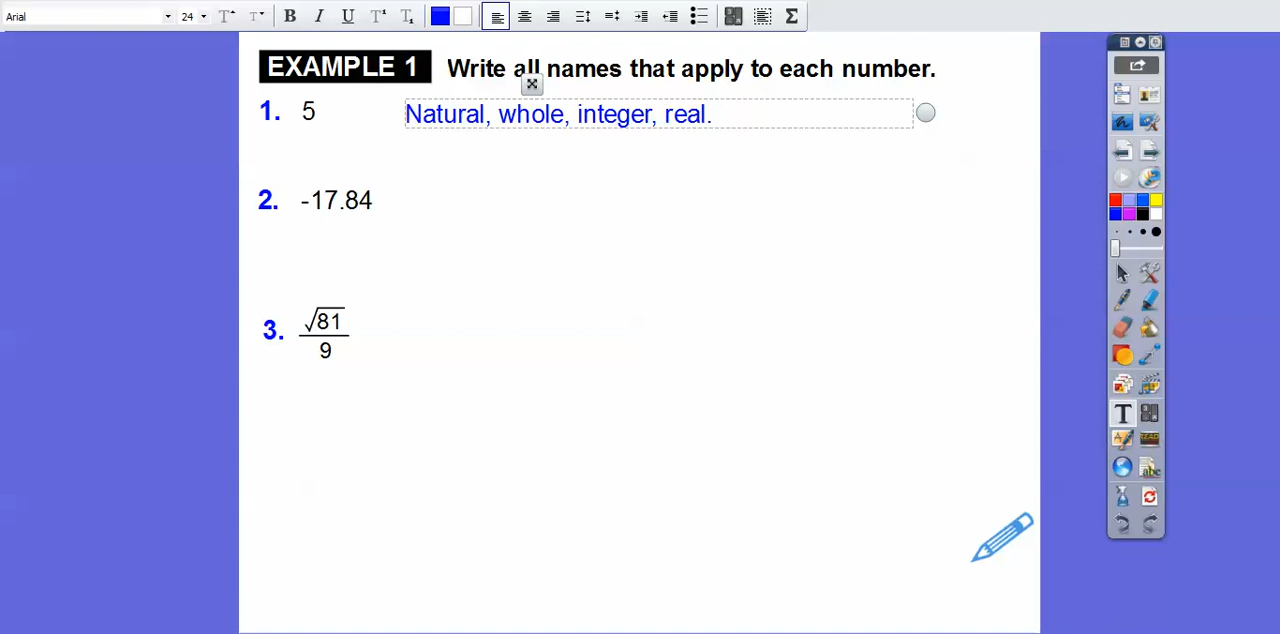 Arial 24 B I U T T Σ
EXAMPLE 1 Write all names that apply to each number.
1. 5 Natural, whole, integer, real.
2. -17.84
3. √81
9
T